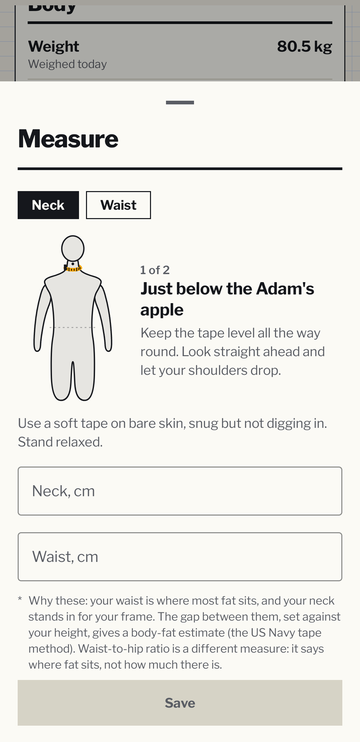 Body
Weight 80.5 kg
Weighed today
Measure
Neck Waist
1 of 2
Just below the Adam's
apple
Keep the tape level all the way
round. Look straight ahead and
let your shoulders drop.
Use a soft tape on bare skin, snug but not digging in.
Stand relaxed.
Neck, cm
Waist, cm
* Why these: your waist is where most fat sits, and your neck
stands in for your frame. The gap between them, set against
your height, gives a body-fat estimate (the US Navy tape
method). Waist-to-hip ratio is a different measure: it says
where fat sits, not how much there is.
Save